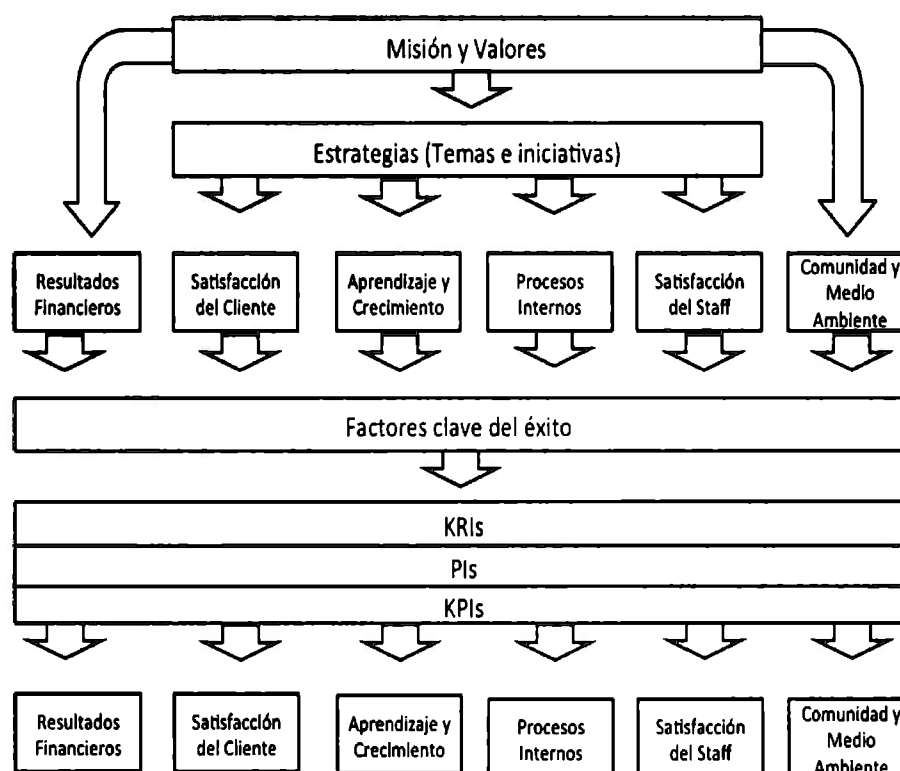 Misión y Valores
Estrategias (Temas e iniciativas)
Resultados
Financieros
Satisfacción
del Cliente
Aprendizaje y
Crecimiento
Procesos
Internos
Satisfacción
del Staff
Comunidad y
Medio
Ambiente
Factores clave del éxito
KRIs
PIs
KPIs
Resultados
Financieros
Satisfacción
del Cliente
Aprendizaje y
Crecimiento
Procesos
Internos
Satisfacción
del Staff
Comunidad y
Medio
Ambiente